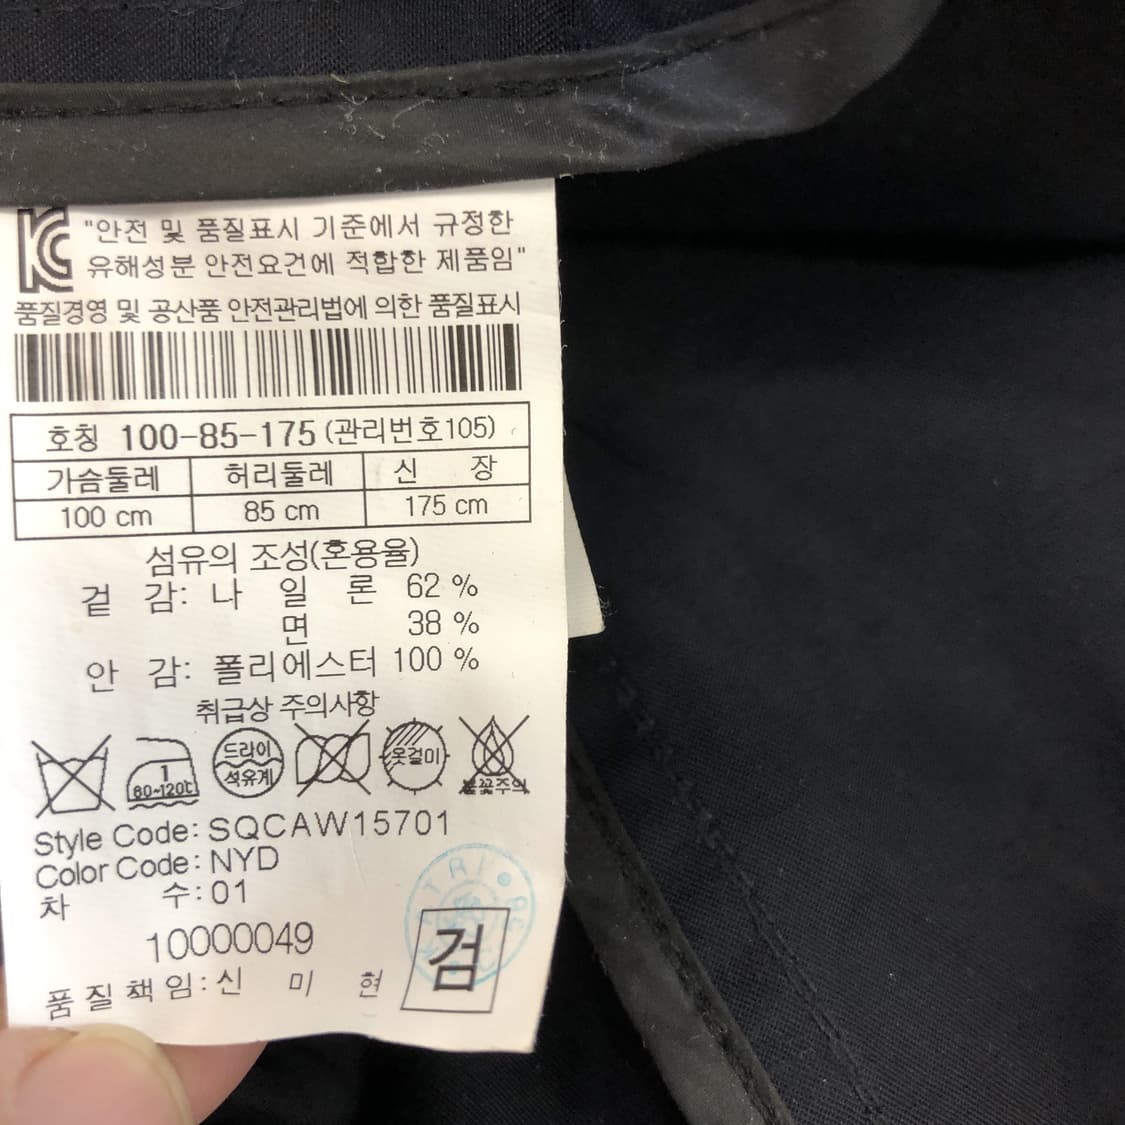 KC "안전 및 품질표시 기준에서 규정한
유해성분 안전요건에 적합한 제품임"
품질경영 및 공산품 안전관리법에 의한 품질표시
호칭 100-85-175 (관리번호105)
가슴둘레 허리둘레 신 장
100 cm 85 cm 175 cm
섬유의 조성(혼용율)
겉 감: 나 일 론 62 %
면 38 %
안 감: 폴리에스터 100 %
취급상 주의사항
드라이
석유계
1
80~120℃
옷걸이
불꽃주의
Style Code: SQCAW15701
Color Code: NYD
차 수: 01
10000049
품 질 책 임: 신 미 현
검